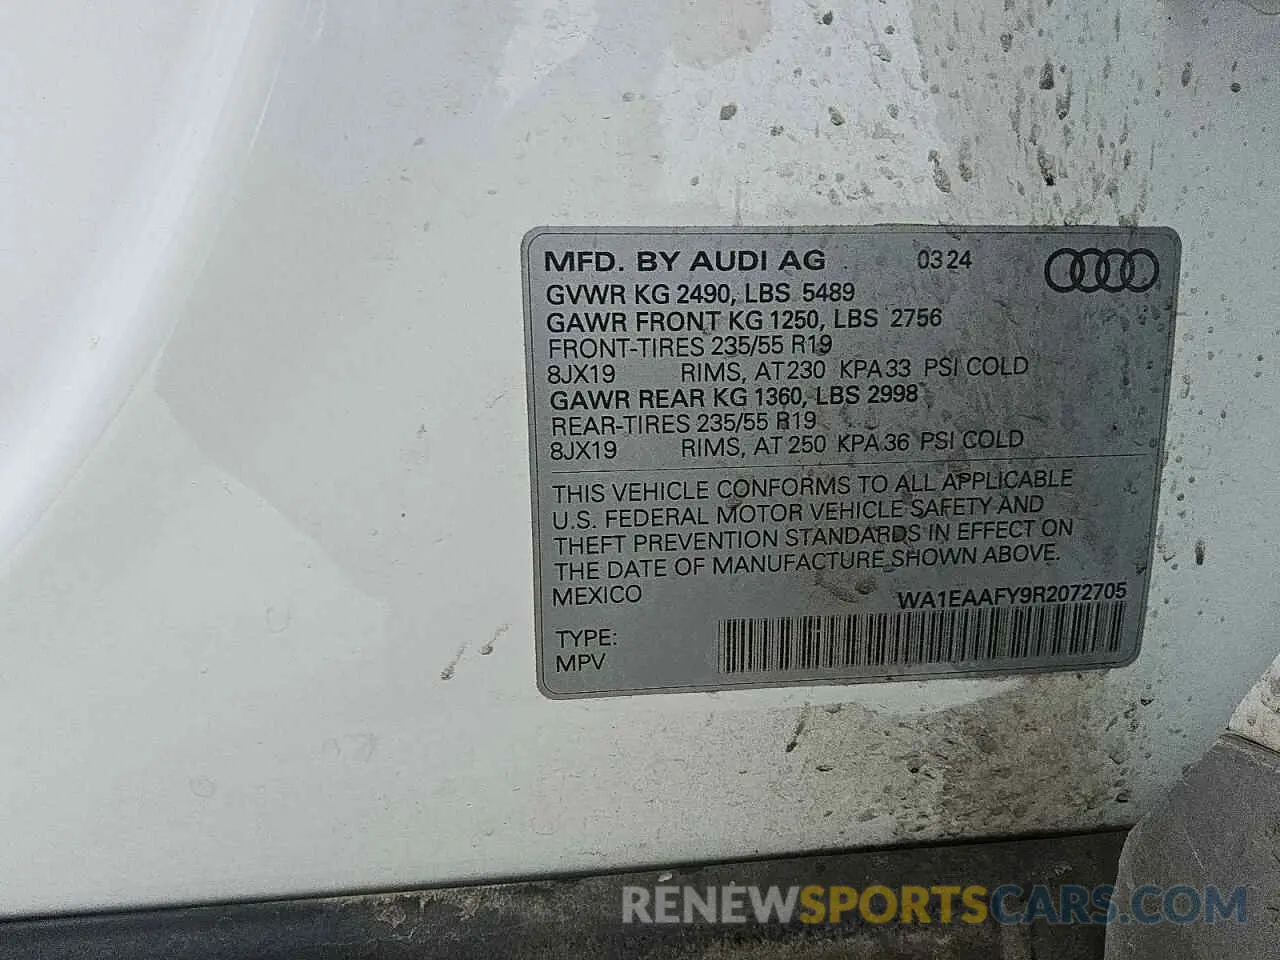 MFD. BY AUDI AG 0324
GVWR KG 2490, LBS 5489
GAWR FRONT KG 1250, LBS 2756
FRONT-TIRES 235/55 R19
8JX19 RIMS, AT 230 KPA 33 PSI COLD
GAWR REAR KG 1360, LBS 2998
REAR-TIRES 235/55 R19
8JX19 RIMS, AT 250 KPA 36 PSI COLD
THIS VEHICLE CONFORMS TO ALL APPLICABLE
U.S. FEDERAL MOTOR VEHICLE SAFETY AND
THEFT PREVENTION STANDARDS IN EFFECT ON
THE DATE OF MANUFACTURE SHOWN ABOVE.
MEXICO WA1EAAFY9R2072705
TYPE:
MPV
RENEWSPORTSCARS.COM